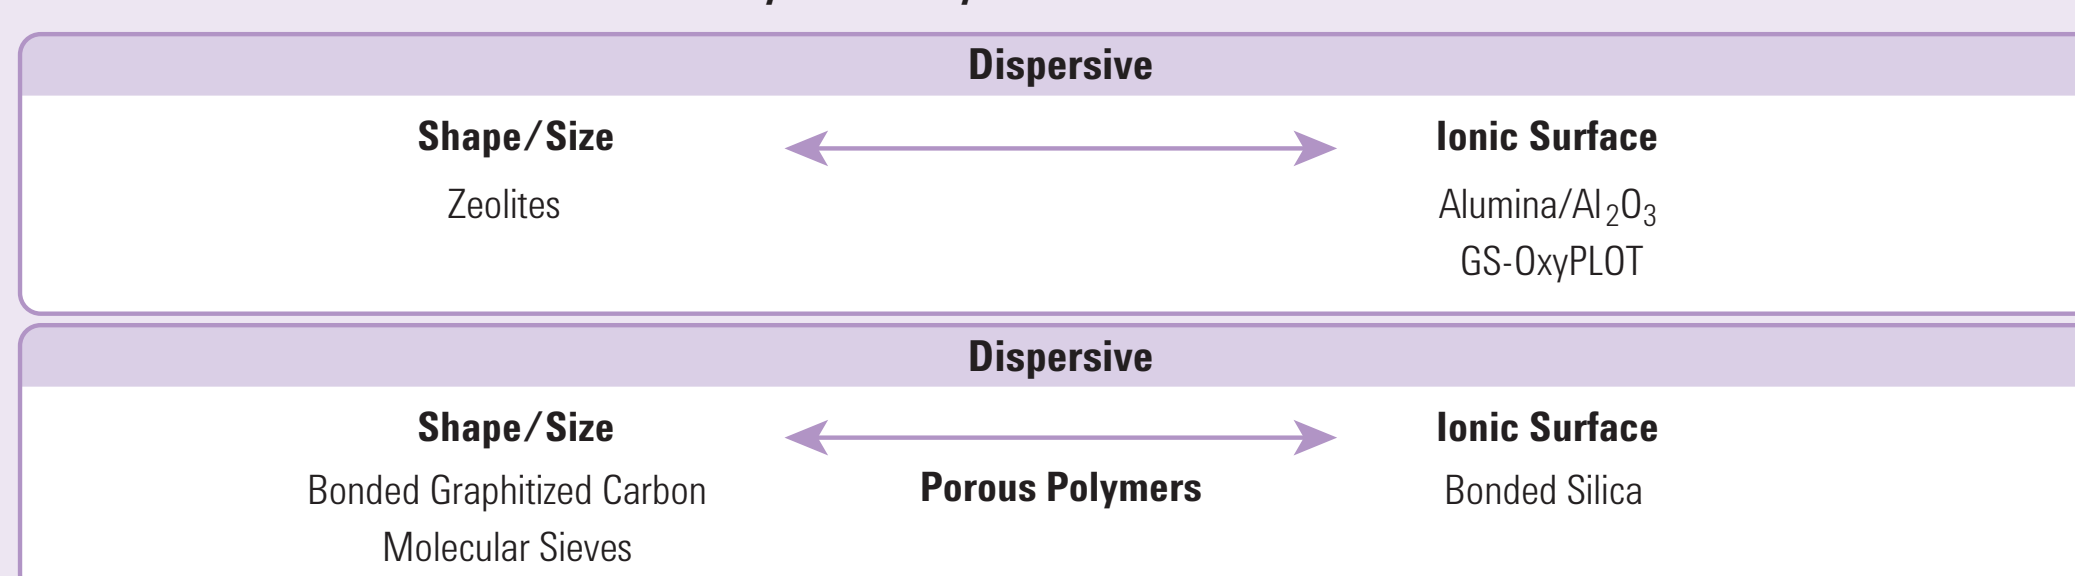 Dispersive
Shape/Size
Ionic Surface
Zeolites
Alumina/Al₂O₃
GS-OxyPLOT
Dispersive
Shape/Size
Ionic Surface
Bonded Graphitized Carbon
Porous Polymers
Bonded Silica
Molecular Sieves